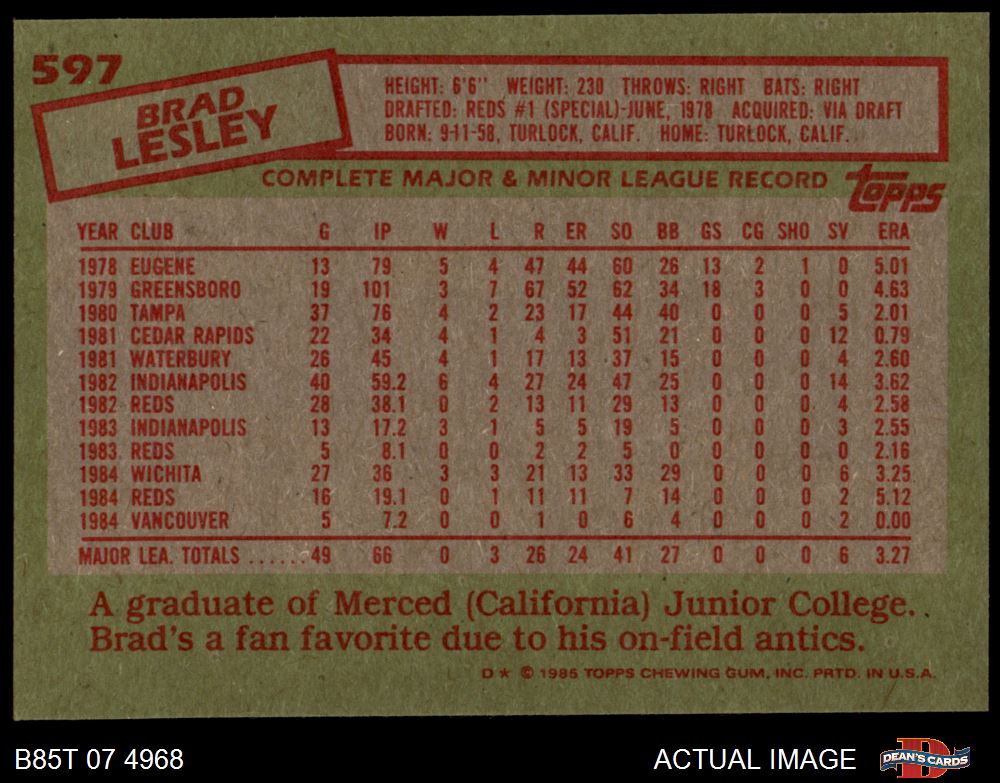 597
BRAD
LESLEY
HEIGHT: 6'6" WEIGHT: 230 THROWS: RIGHT BATS: RIGHT
DRAFTED: REDS #1 (SPECIAL)-JUNE, 1978 ACQUIRED: VIA DRAFT
BORN: 9-11-58, TURLOCK, CALIF. HOME: TURLOCK, CALIF.
COMPLETE MAJOR & MINOR LEAGUE RECORD
topps
YEAR CLUB G IP W L R ER SO BB GS CG SHO SV ERA
1978 EUGENE 13 79 5 4 47 44 60 26 13 2 1 0 5.01
1979 GREENSBORO 19 101 3 7 67 52 62 34 18 3 0 0 4.63
1980 TAMPA 37 76 4 2 23 17 44 40 0 0 0 5 2.01
1981 CEDAR RAPIDS 22 34 4 1 4 3 51 21 0 0 0 12 0.79
1981 WATERBURY 26 45 4 1 17 13 37 15 0 0 0 4 2.60
1982 INDIANAPOLIS 40 59.2 6 4 27 24 47 25 0 0 0 14 3.62
1982 REDS 28 38.1 0 2 13 11 29 13 0 0 0 4 2.58
1983 INDIANAPOLIS 13 17.2 3 1 5 5 19 5 0 0 0 3 2.55
1983 REDS 5 8.1 0 0 2 2 5 0 0 0 0 0 2.16
1984 WICHITA 27 36 3 3 21 13 33 29 0 0 0 6 3.25
1984 REDS 16 19.1 0 1 11 11 7 14 0 0 0 2 5.12
1984 VANCOUVER 5 7.2 0 0 1 0 6 4 0 0 0 2 0.00
MAJOR LEA. TOTALS ......49 66 0 3 26 24 41 27 0 0 0 6 3.27
A graduate of Merced (California) Junior College.
Brad's a fan favorite due to his on-field antics.
D * © 1985 TOPPS CHEWING GUM, INC. PRTD. IN U.S.A.
B85T 07 4968
ACTUAL IMAGE
D
DEAN'S CARDS